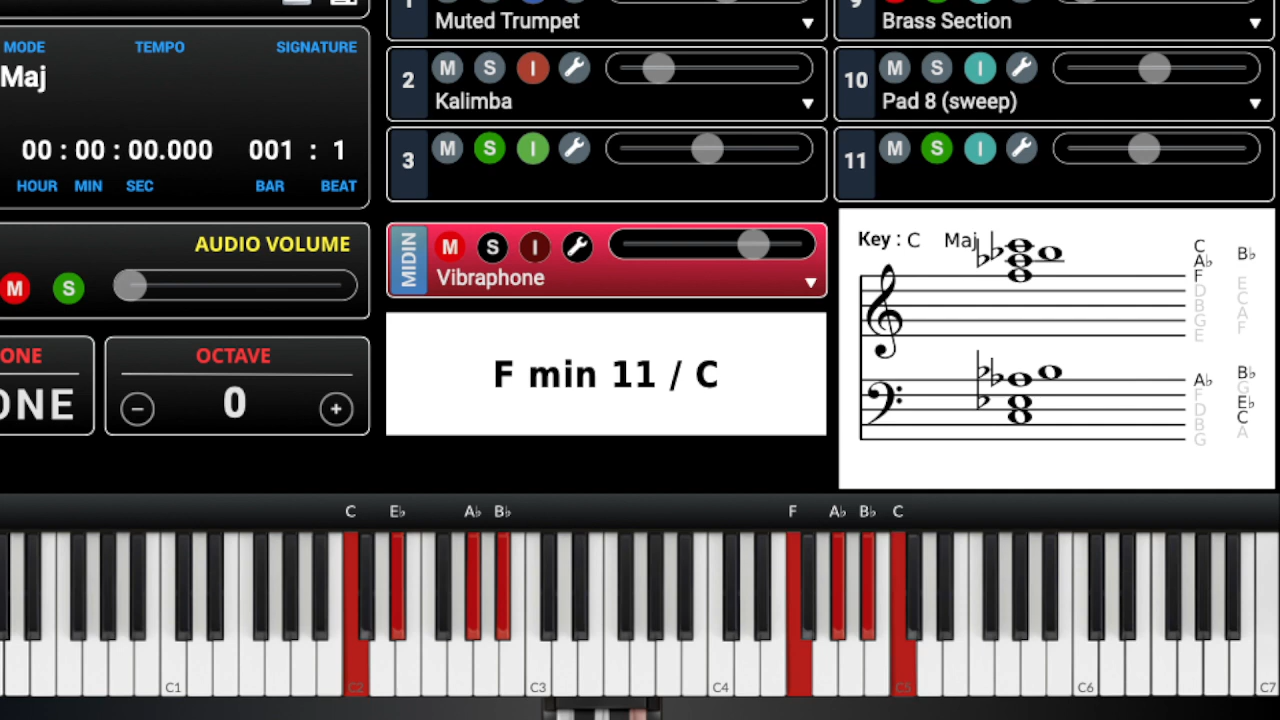 MODE TEMPO SIGNATURE
Maj
00 : 00 : 00.000 001 : 1
HOUR MIN SEC BAR BEAT
AUDIO VOLUME
M S
ONE OCTAVE
ONE − 0 +
1
Muted Trumpet
2 M S I
Kalimba
3 M S I
MIDIN M S I
Vibraphone
F min 11 / C
9
Brass Section
10 M S I
Pad 8 (sweep)
11 M S I
Key : C Maj
C B♭
A♭
F
D E
B C
G A
E F
A♭ B♭
F G
D E♭
B C
G A
C E♭ A♭ B♭ F A♭ B♭ C
C1 C2 C3 C4 C5 C6 C7